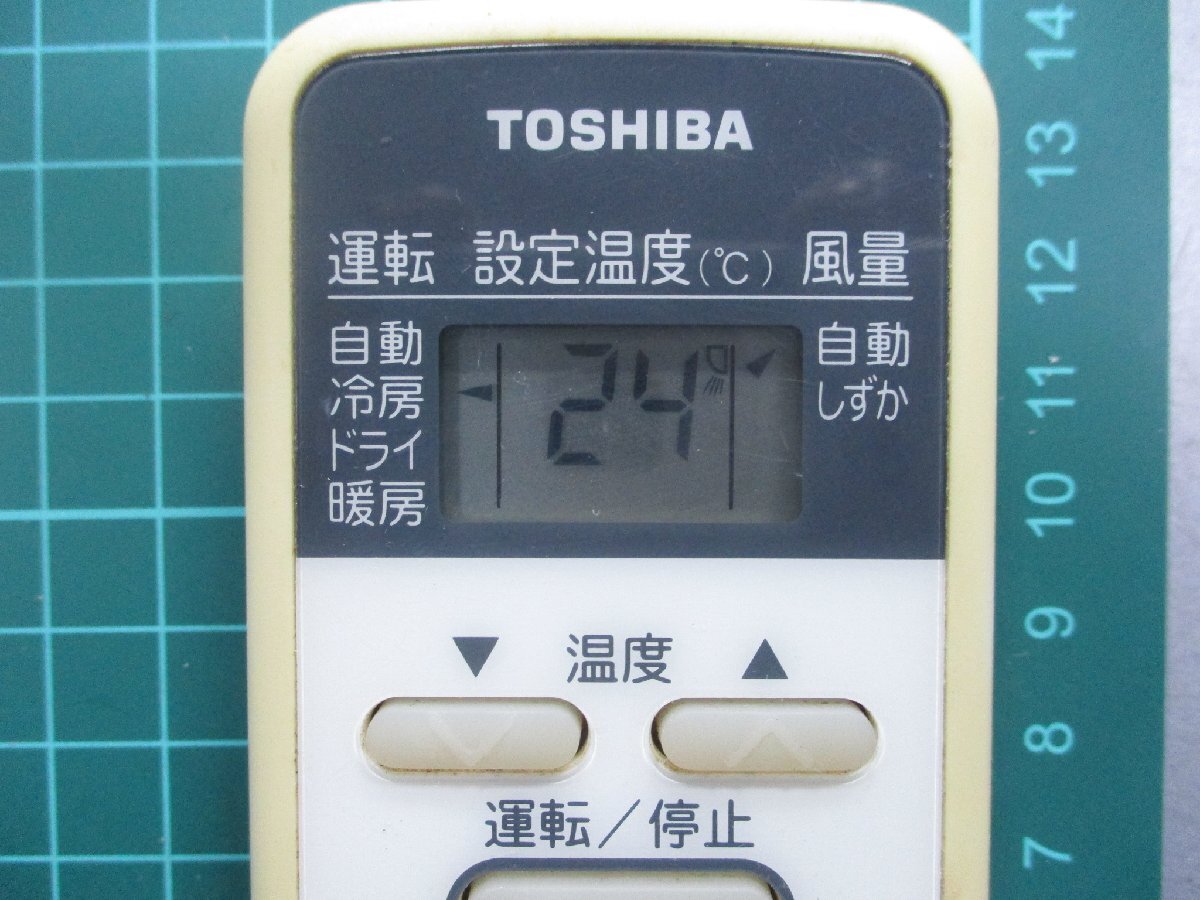 TOSHIBA
運転 設定温度(℃) 風量
自動 24 自動
冷房 しずか
ドライ
暖房
▼ 温度 ▲
運転/停止
14
13
12
11
10
9
8
7